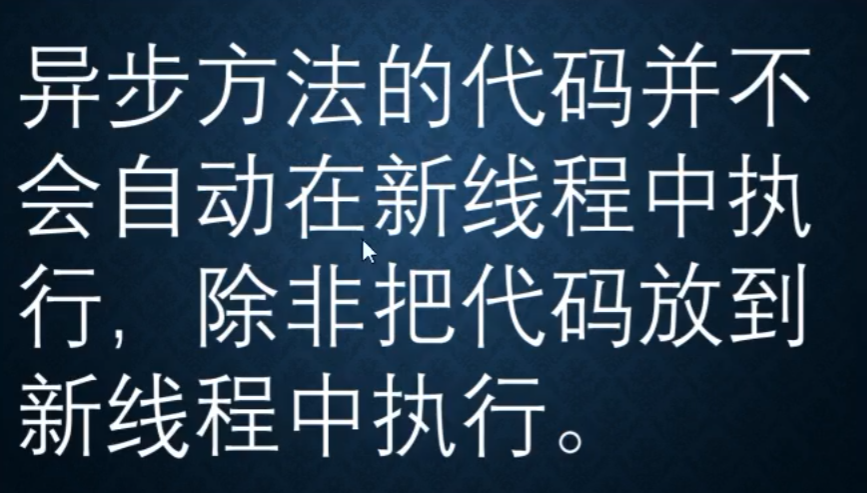 异步方法的代码并不
会自动在新线程中执
行，除非把代码放到
新线程中执行。